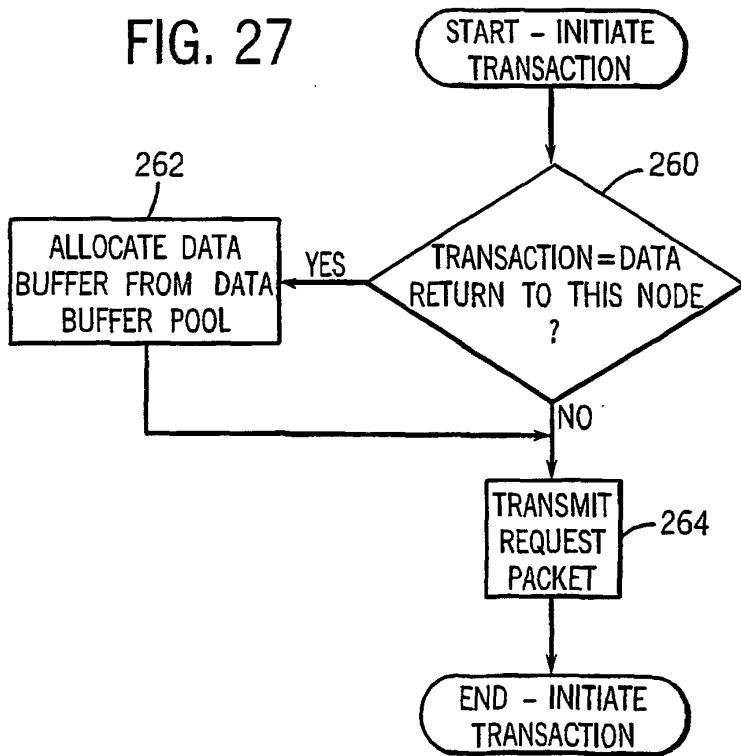 FIG. 27
START - INITIATE
TRANSACTION
262
260
ALLOCATE DATA
BUFFER FROM DATA
BUFFER POOL
YES
TRANSACTION=DATA
RETURN TO THIS NODE
?
NO
TRANSMIT
REQUEST
PACKET
264
END - INITIATE
TRANSACTION